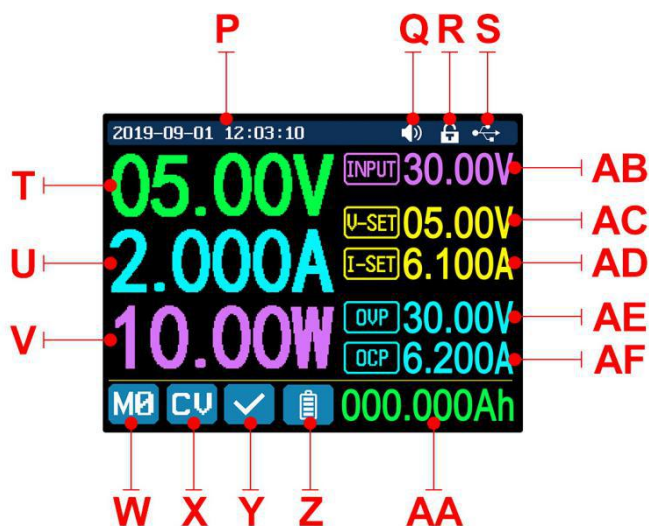 P Q R S
2019-09-01 12:03:10
T 05.00V INPUT 30.00V AB
V-SET 05.00V AC
U 2.000A I-SET 6.100A AD
V 10.00W OVP 30.00V AE
OCP 6.200A AF
M0 CV 000.000Ah
W X Y Z AA